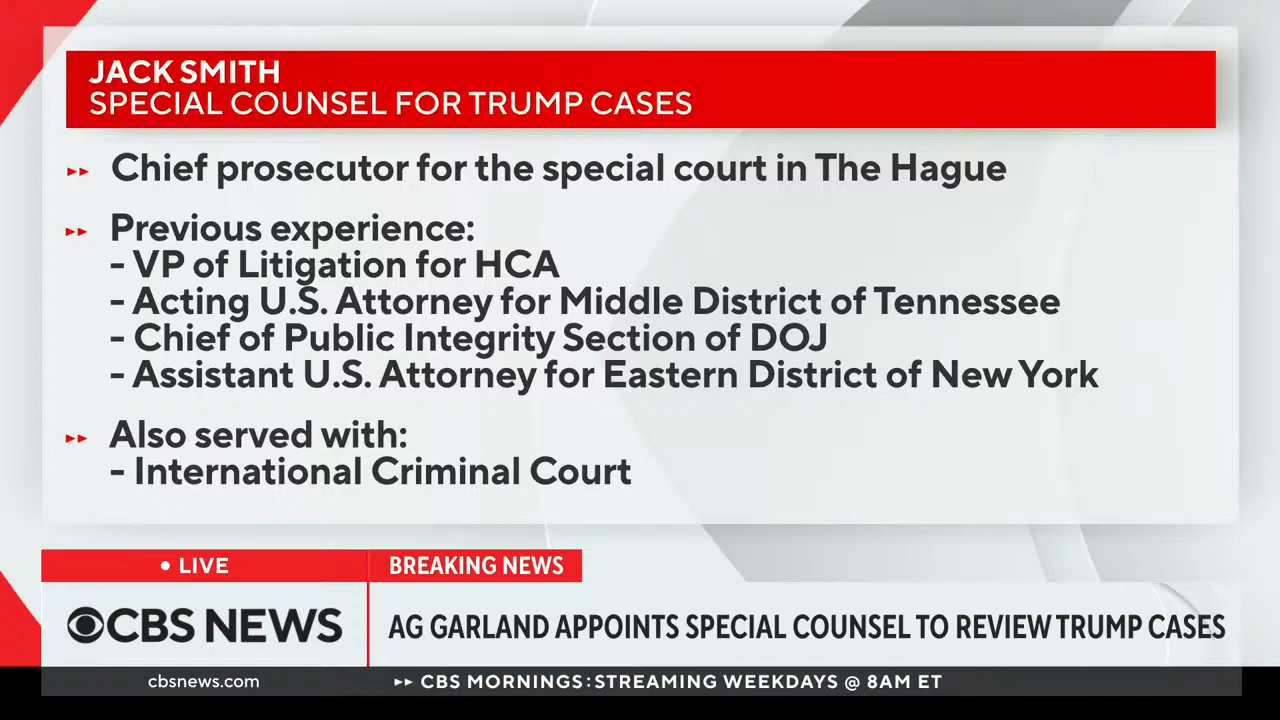 JACK SMITH
SPECIAL COUNSEL FOR TRUMP CASES
Chief prosecutor for the special court in The Hague
Previous experience:
- VP of Litigation for HCA
- Acting U.S. Attorney for Middle District of Tennessee
- Chief of Public Integrity Section of DOJ
- Assistant U.S. Attorney for Eastern District of New York
Also served with:
- International Criminal Court
• LIVE
BREAKING NEWS
CBS NEWS
AG GARLAND APPOINTS SPECIAL COUNSEL TO REVIEW TRUMP CASES
cbsnews.com
CBS MORNINGS: STREAMING WEEKDAYS @ 8AM ET